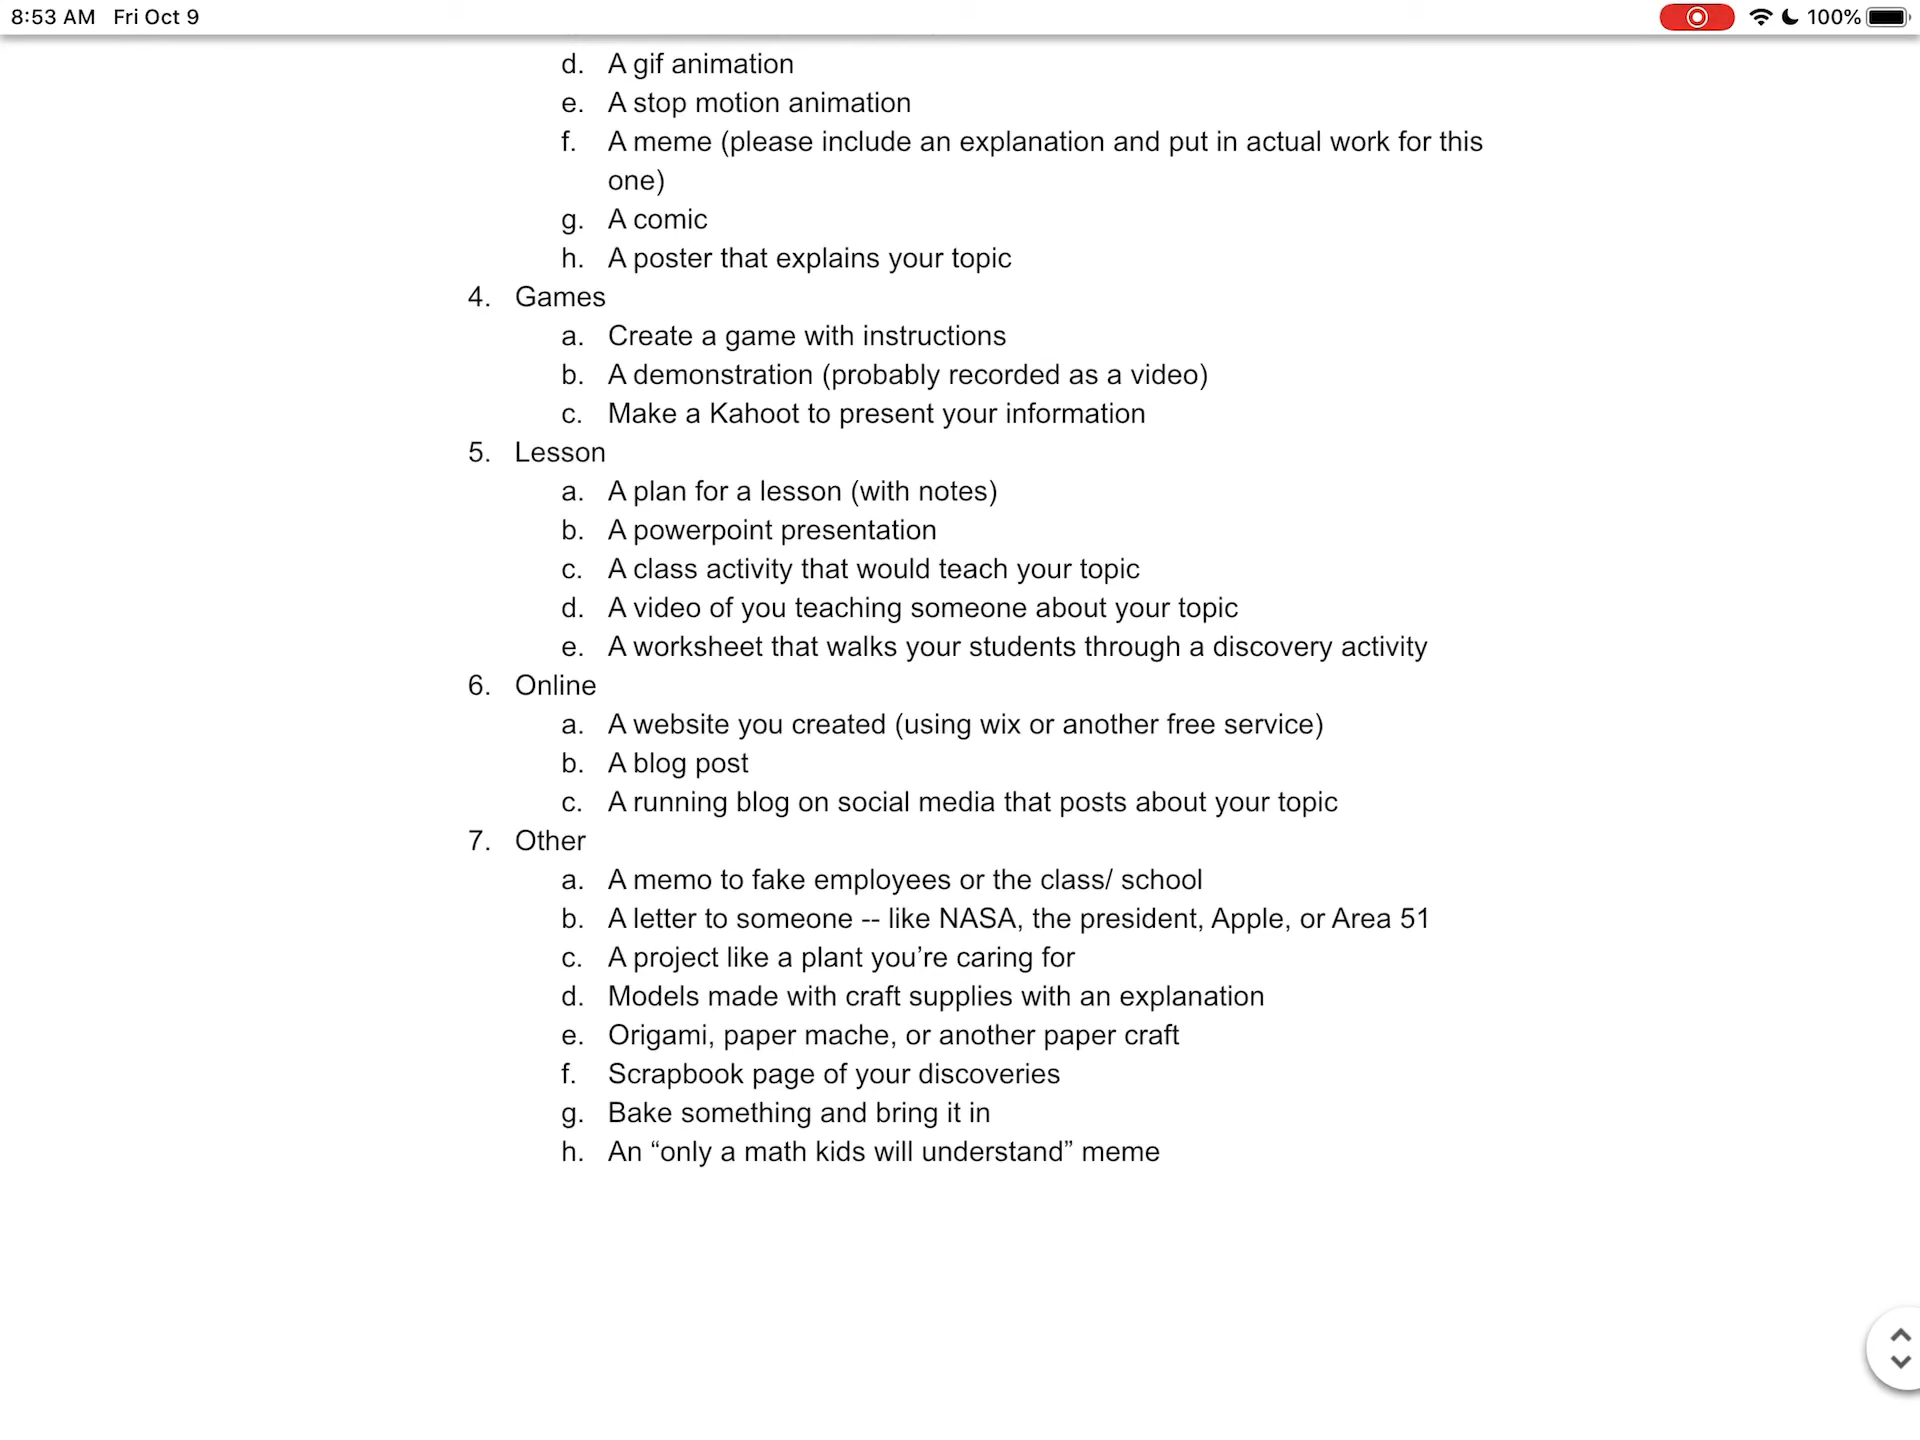 8:53 AM Fri Oct 9 100%
d. A gif animation
e. A stop motion animation
f. A meme (please include an explanation and put in actual work for this
one)
g. A comic
h. A poster that explains your topic
4. Games
a. Create a game with instructions
b. A demonstration (probably recorded as a video)
c. Make a Kahoot to present your information
5. Lesson
a. A plan for a lesson (with notes)
b. A powerpoint presentation
c. A class activity that would teach your topic
d. A video of you teaching someone about your topic
e. A worksheet that walks your students through a discovery activity
6. Online
a. A website you created (using wix or another free service)
b. A blog post
c. A running blog on social media that posts about your topic
7. Other
a. A memo to fake employees or the class/ school
b. A letter to someone -- like NASA, the president, Apple, or Area 51
c. A project like a plant you’re caring for
d. Models made with craft supplies with an explanation
e. Origami, paper mache, or another paper craft
f. Scrapbook page of your discoveries
g. Bake something and bring it in
h. An “only a math kids will understand” meme